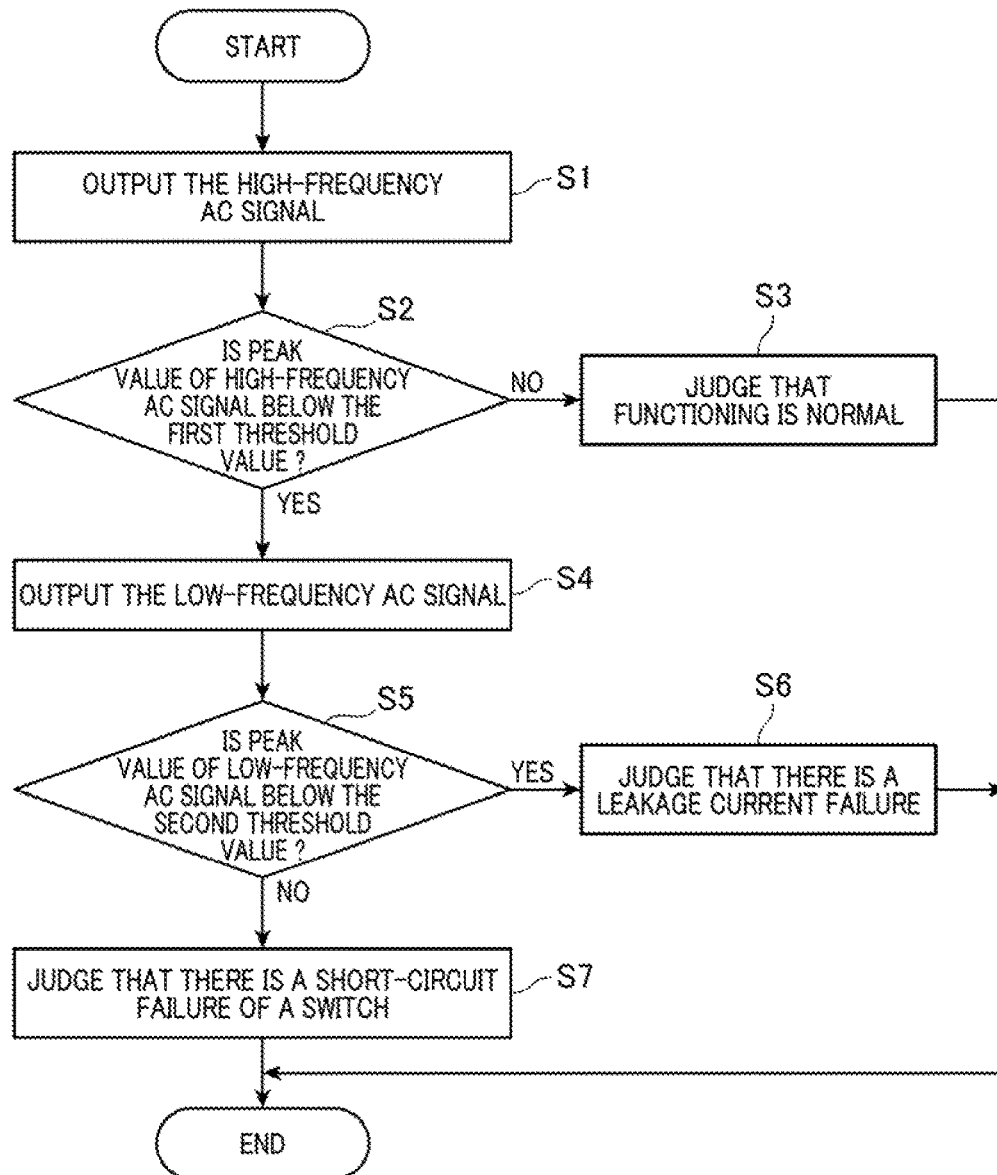 START
OUTPUT THE HIGH-FREQUENCY
AC SIGNAL
S1
IS PEAK
VALUE OF HIGH-FREQUENCY
AC SIGNAL BELOW THE
FIRST THRESHOLD
VALUE ?
S2
NO
S3
JUDGE THAT
FUNCTIONING IS NORMAL
YES
OUTPUT THE LOW-FREQUENCY AC SIGNAL
S4
IS PEAK
VALUE OF LOW-FREQUENCY
AC SIGNAL BELOW THE
SECOND THRESHOLD
VALUE ?
S5
YES
S6
JUDGE THAT THERE IS A
LEAKAGE CURRENT FAILURE
NO
JUDGE THAT THERE IS A SHORT-CIRCUIT
FAILURE OF A SWITCH
S7
END